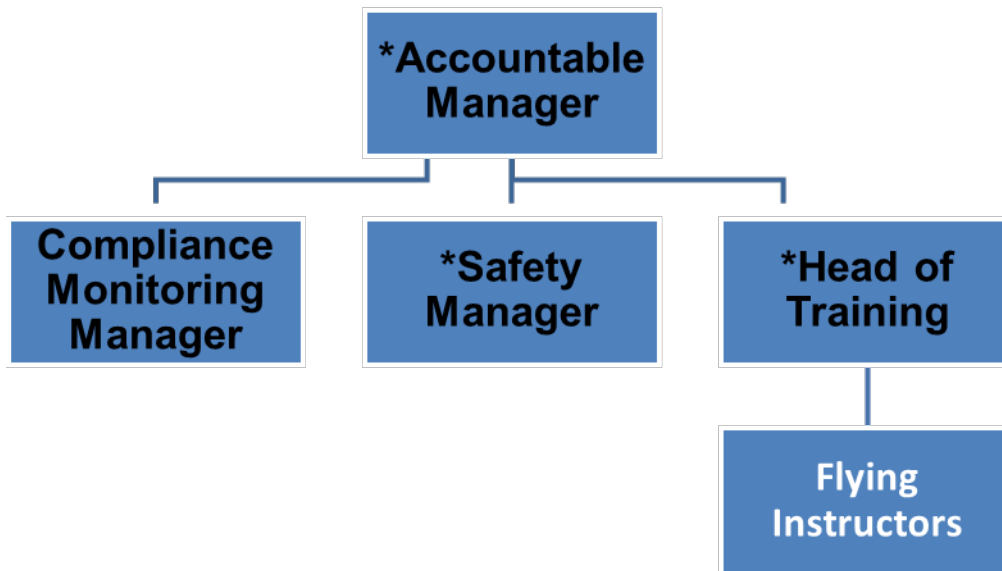 *Accountable
Manager
Compliance
Monitoring
Manager
*Safety
Manager
*Head of
Training
Flying
Instructors